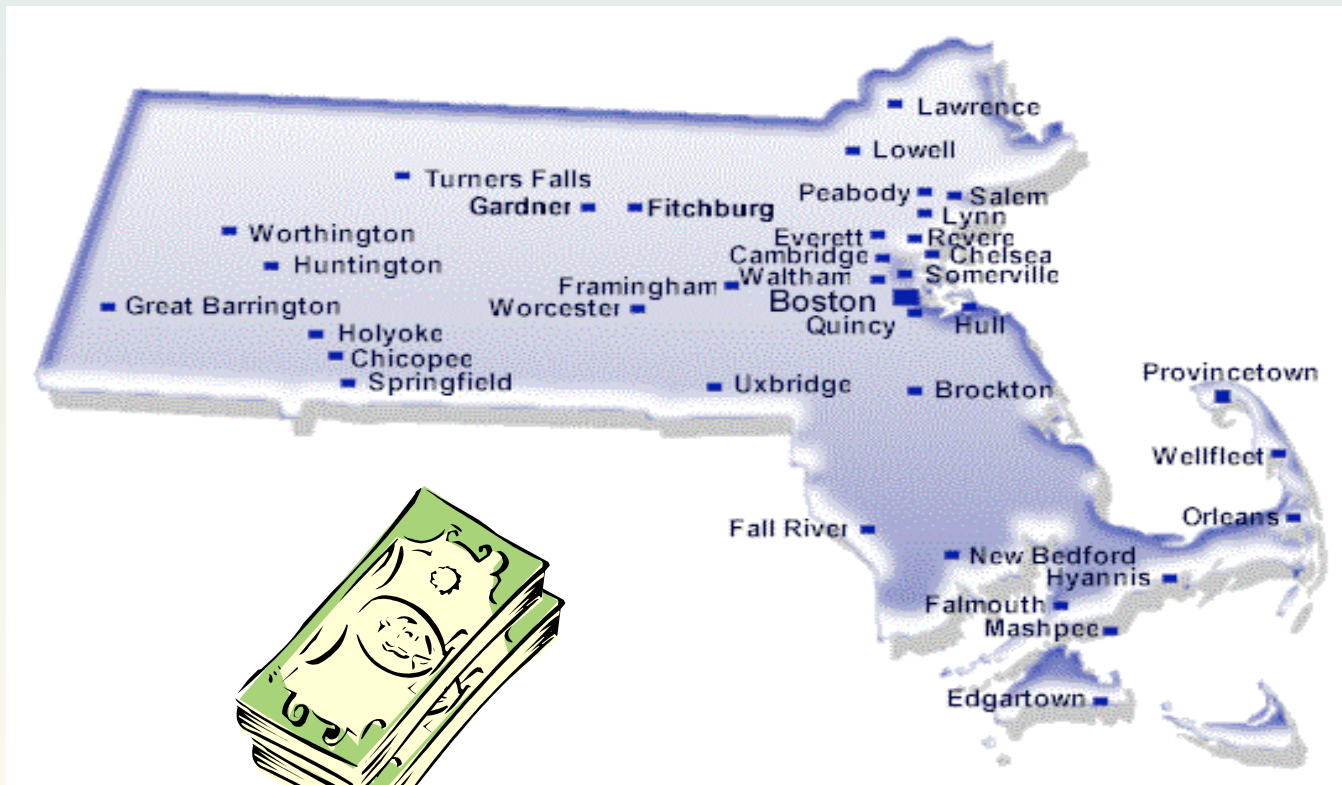 Lawrence
Lowell
Turners Falls
Peabody
Salem
Gardner
Fitchburg
Lynn
Worthington
Everett
Revere
Cambridge
Chelsea
Huntington
Waltham
Somerville
Framingham
Great Barrington
Worcester
Boston
Quincy
Hull
Holyoke
Chicopee
Springfield
Uxbridge
Brockton
Provincetown
Wellfleet
Orleans
Fall River
New Bedford
Hyannis
Falmouth
Mashpee
Edgartown